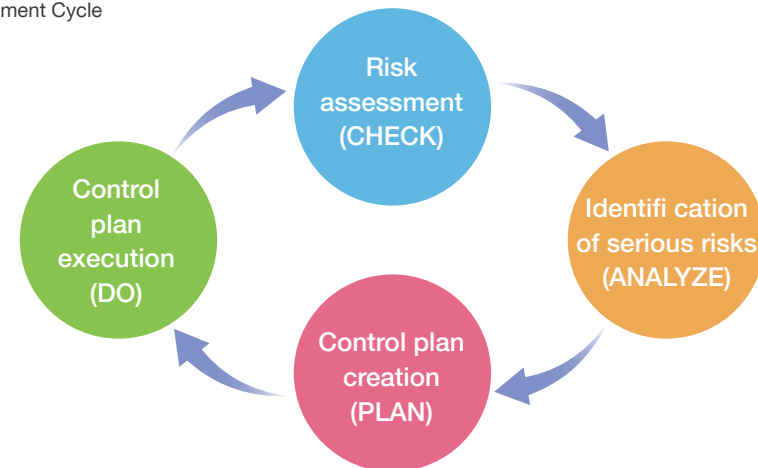 ment Cycle
Risk
assessment
(CHECK)
Control
plan
execution
(DO)
Identifi cation
of serious risks
(ANALYZE)
Control plan
creation
(PLAN)